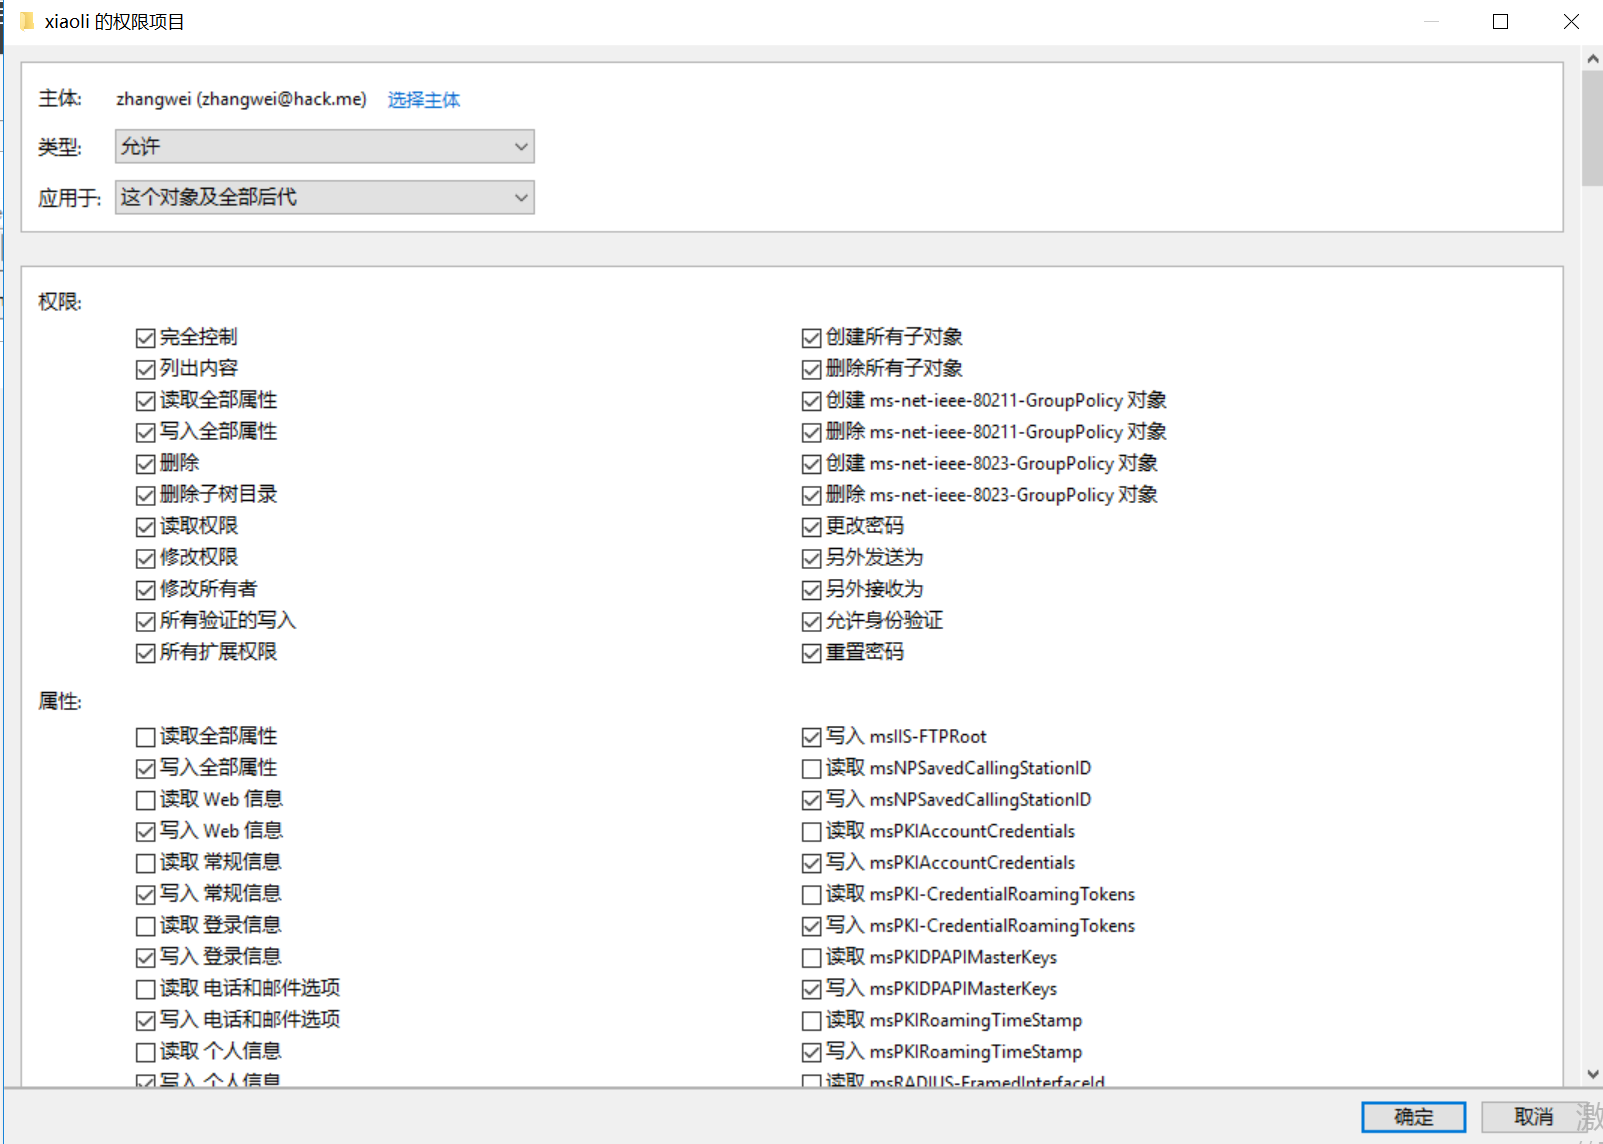 xiaoli 的权限项目
主体: zhangwei (zhangwei@hack.me) 选择主体
类型: 允许
应用于: 这个对象及全部后代
权限:
完全控制
列出内容
读取全部属性
写入全部属性
删除
删除子树目录
读取权限
修改权限
修改所有者
所有验证的写入
所有扩展权限
创建所有子对象
删除所有子对象
创建 ms-net-ieee-80211-GroupPolicy 对象
删除 ms-net-ieee-80211-GroupPolicy 对象
创建 ms-net-ieee-8023-GroupPolicy 对象
删除 ms-net-ieee-8023-GroupPolicy 对象
更改密码
另外发送为
另外接收为
允许身份验证
重置密码
属性:
读取全部属性
写入全部属性
读取 Web 信息
写入 Web 信息
读取 常规信息
写入 常规信息
读取 登录信息
写入 登录信息
读取 电话和邮件选项
写入 电话和邮件选项
读取 个人信息
写入 个人信息
写入 msIIS-FTPRoot
读取 msNPSavedCallingStationID
写入 msNPSavedCallingStationID
读取 msPKIAccountCredentials
写入 msPKIAccountCredentials
读取 msPKI-CredentialRoamingTokens
写入 msPKI-CredentialRoamingTokens
读取 msPKIDPAPIMasterKeys
写入 msPKIDPAPIMasterKeys
读取 msPKIRoamingTimeStamp
写入 msPKIRoamingTimeStamp
读取 msRADIUS-FramedInterfaceId
确定 取消
激